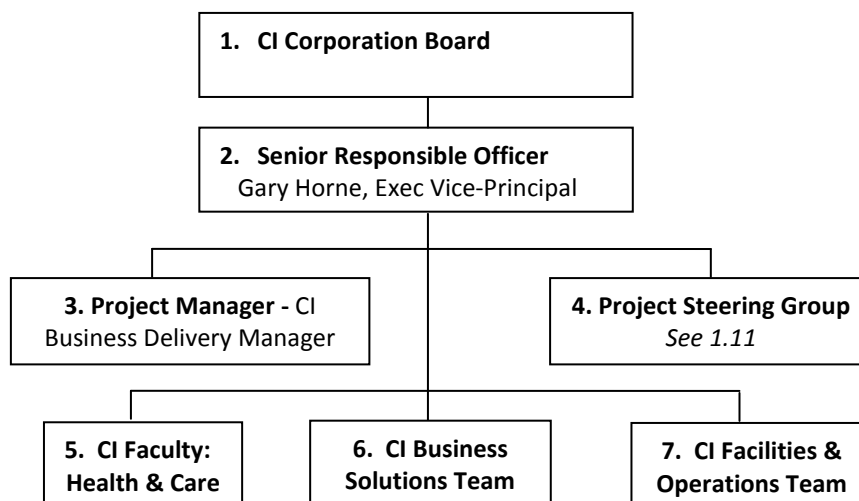 1. CI Corporation Board
2. Senior Responsible Officer
Gary Horne, Exec Vice-Principal
3. Project Manager - CI
Business Delivery Manager
4. Project Steering Group
See 1.11
5. CI Faculty:
Health & Care
6. CI Business
Solutions Team
7. CI Facilities &
Operations Team